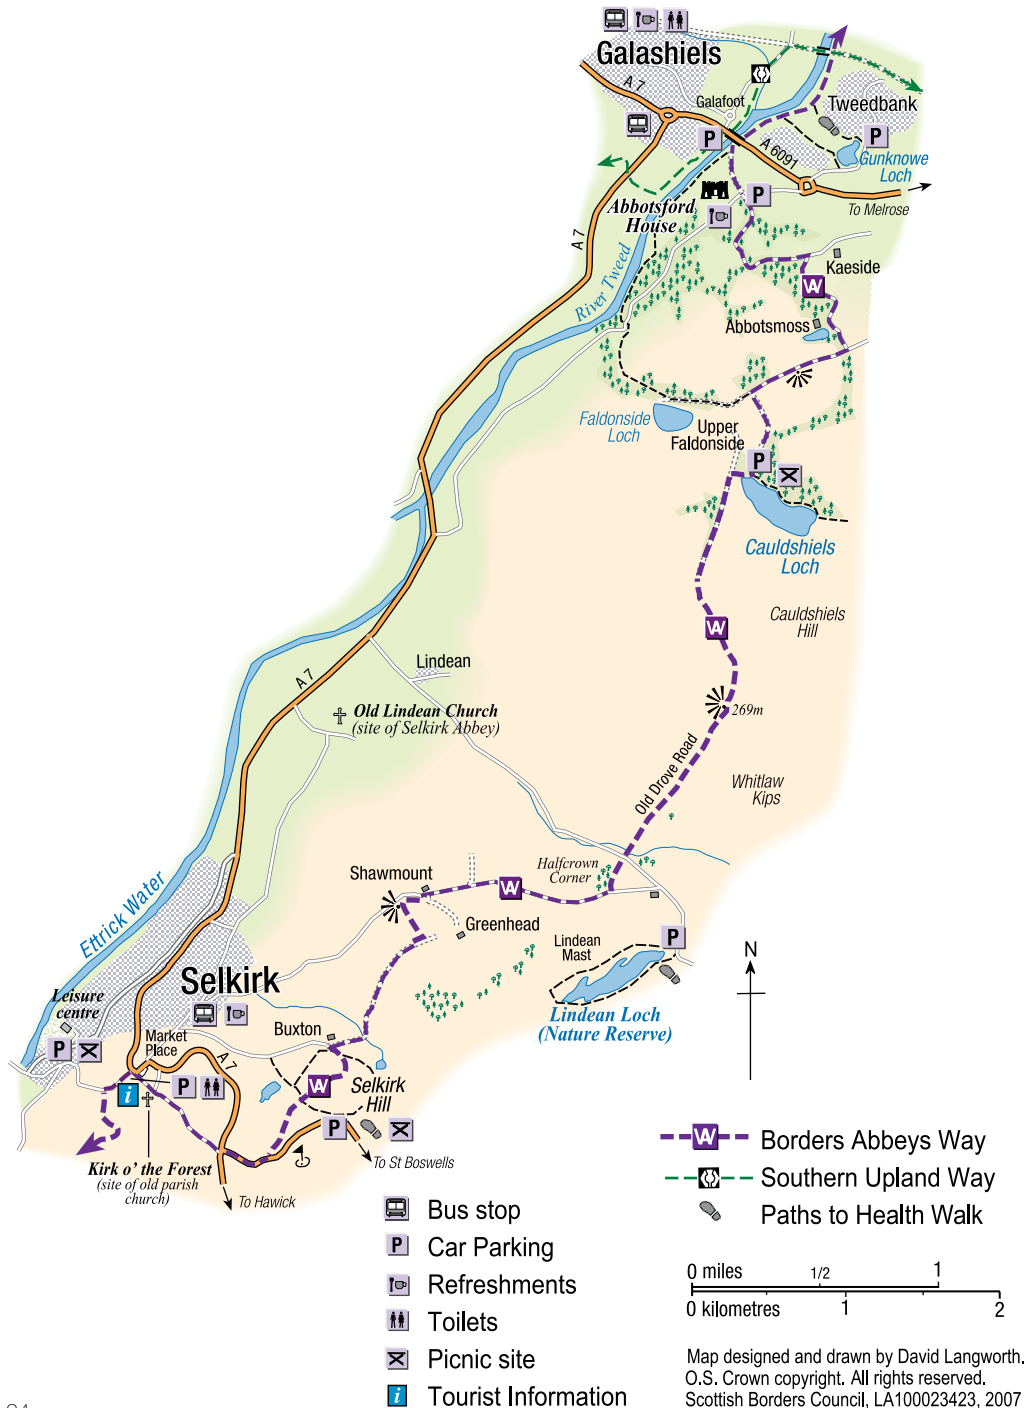 Galashiels
A 7
Galafoot
Tweedbank
P
P
A 6091
Gunknowe
Loch
To Melrose
P
Abbotsford
House
A 7
River Tweed
Kaeside
W
Abbotsmoss
Faldonside
Loch
Upper
Faldonside
P
Cauldshiels
Loch
Cauldshiels
Hill
W
Lindean
A 7
Old Lindean Church
(site of Selkirk Abbey)
269m
Old Drove Road
Whitlaw
Kips
Halfcrown
Corner
Shawmount
W
Greenhead
Ettrick Water
Lindean
Mast
P
N
Selkirk
Lindean Loch
(Nature Reserve)
Leisure
centre
Market
Place
Buxton
P
A 7
W
Selkirk
Hill
i
P
P
To St Boswells
Kirk o' the Forest
(site of old parish
church)
To Hawick
W Borders Abbeys Way
Southern Upland Way
Paths to Health Walk
Bus stop
P Car Parking
Refreshments
Toilets
Picnic site
i Tourist Information
0 miles 1/2 1
0 kilometres 1 2
Map designed and drawn by David Langworth.
O.S. Crown copyright. All rights reserved.
Scottish Borders Council, LA100023423, 2007